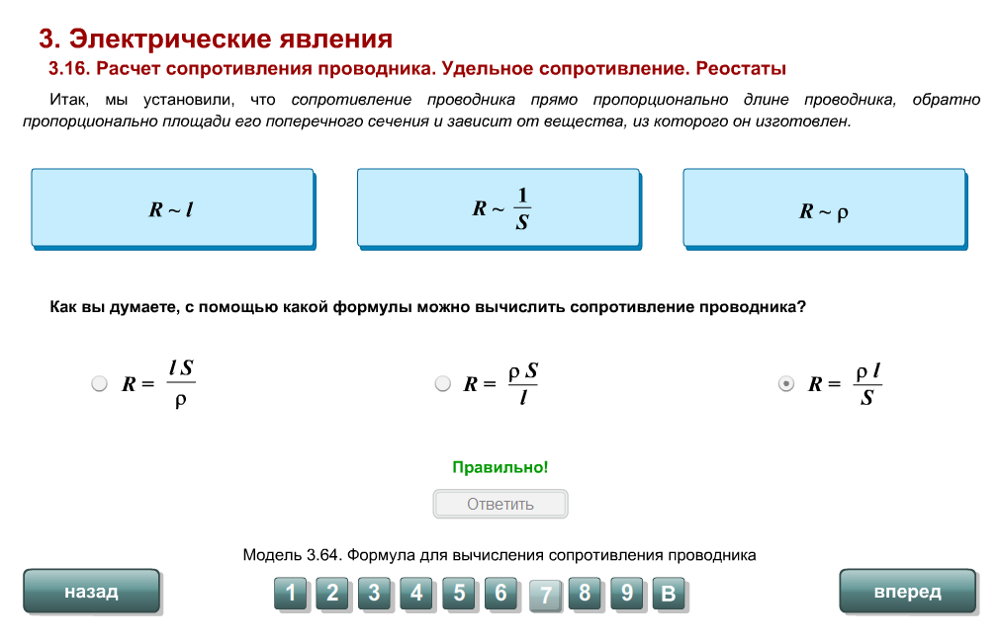 3. Электрические явления
3.16. Расчет сопротивления проводника. Удельное сопротивление. Реостаты
Итак, мы установили, что сопротивление проводника прямо пропорционально длине проводника, обратно
пропорционально площади его поперечного сечения и зависит от вещества, из которого он изготовлен.
R ~ l
R ~ 1/S
R ~ ρ
Как вы думаете, с помощью какой формулы можно вычислить сопротивление проводника?
R = l S/ρ
R = ρ S/l
R = ρ l/S
Правильно!
Ответить
Модель 3.64. Формула для вычисления сопротивления проводника
назад 1 2 3 4 5 6 7 8 9 В вперед